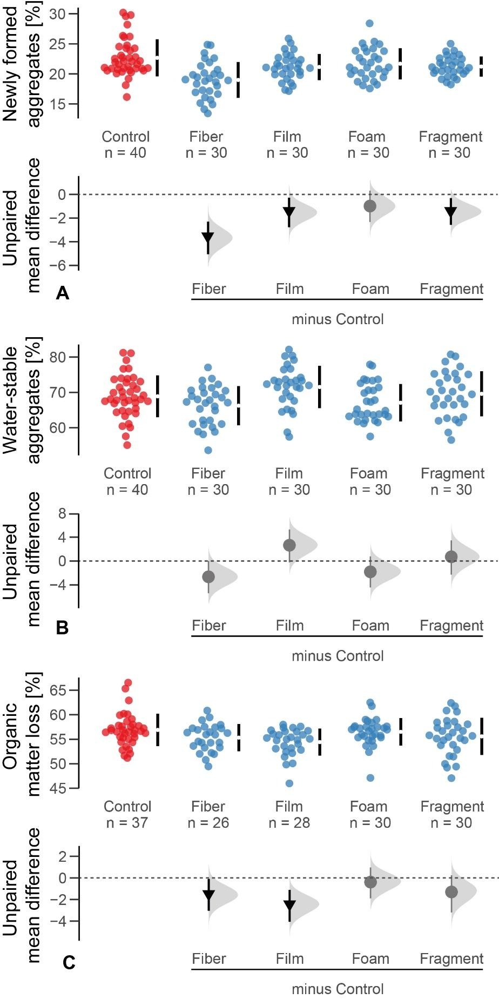 Newly formed
aggregates [%]
30
25
20
15
Control
n = 40
Fiber
n = 30
Film
n = 30
Foam
n = 30
Fragment
n = 30
Unpaired
mean difference
0
−2
−4
−6
A
Fiber
Film
Foam
Fragment
minus Control
Water-stable
aggregates [%]
80
70
60
Control
n = 40
Fiber
n = 30
Film
n = 30
Foam
n = 30
Fragment
n = 30
Unpaired
mean difference
8
4
0
−4
B
Fiber
Film
Foam
Fragment
minus Control
Organic
matter loss [%]
65
60
55
50
45
Control
n = 37
Fiber
n = 26
Film
n = 28
Foam
n = 30
Fragment
n = 30
Unpaired
mean difference
2
0
−2
−4
C
Fiber
Film
Foam
Fragment
minus Control